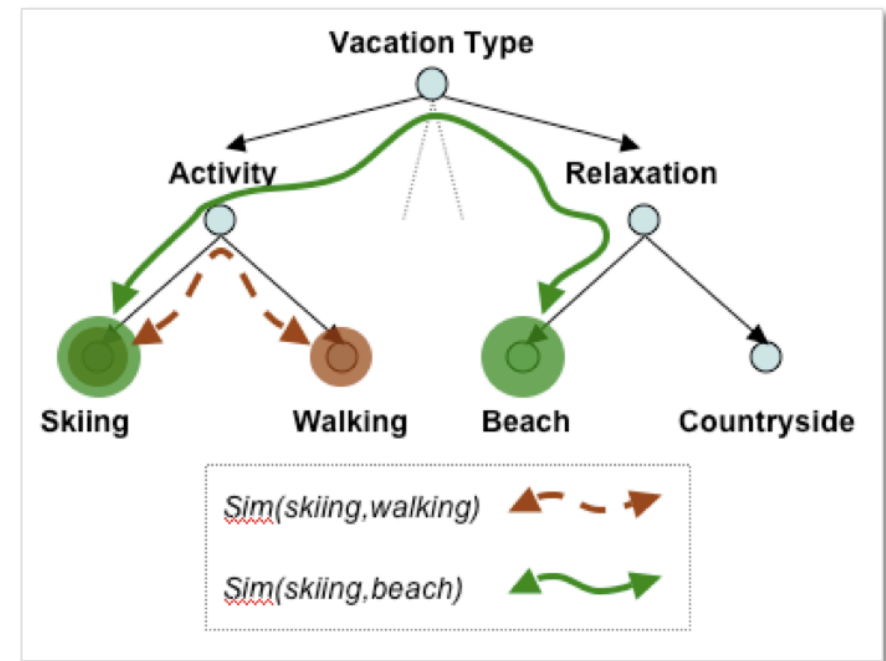 Vacation Type
Activity
Relaxation
Skiing
Walking
Beach
Countryside
Sim(skiing,walking)
Sim(skiing,beach)